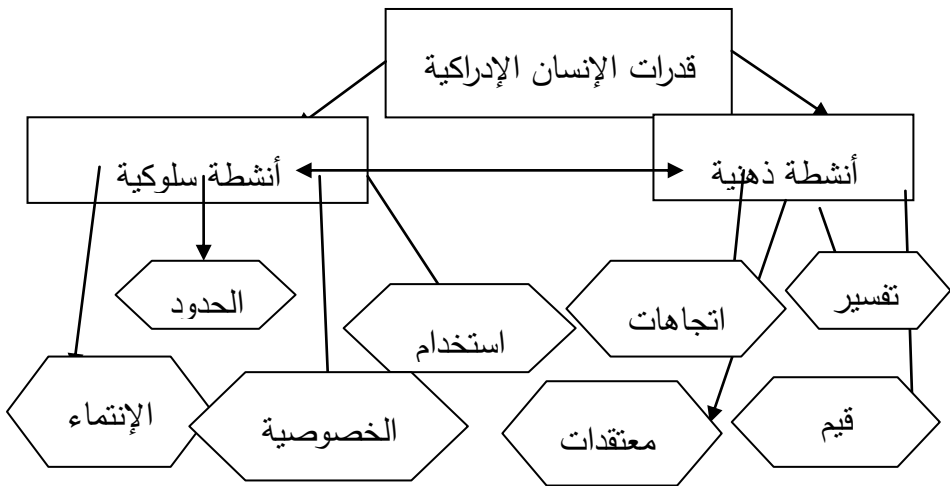 قدرات الإنسان الإدراكية
أنشطة ذهنية
أنشطة سلوكية
تفسير
اتجاهات
استخدام
الحدود
قيم
معتقدات
الخصوصية
الإنتماء